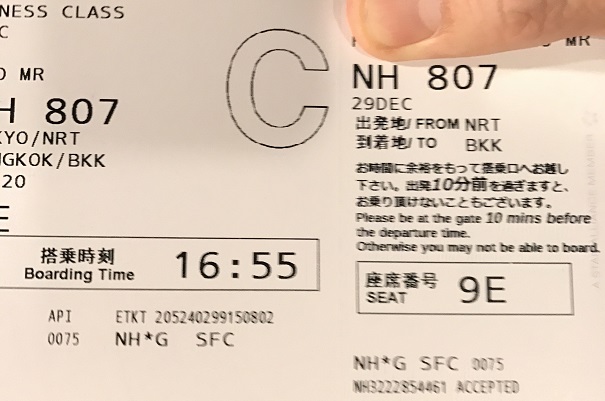 NESS CLASS
C
O MR
H 807
KYO/NRT
NGKOK/BKK
20
E
搭乗時刻
Boarding Time 16:55
API ETKT 205240299150802
0075 NH*G SFC
C
MR
NH 807
29DEC
出発地/ FROM NRT
到着地/ TO BKK
お時間に余裕をもって搭乗口へお越し
下さい。出発10分前を過ぎますと、
お乗り頂けないこともございます。
Please be at the gate 10 mins before
the departure time.
Otherwise you may not be able to board.
座席番号
SEAT 9E
NH*G SFC 0075
NH3222854461 ACCEPTED